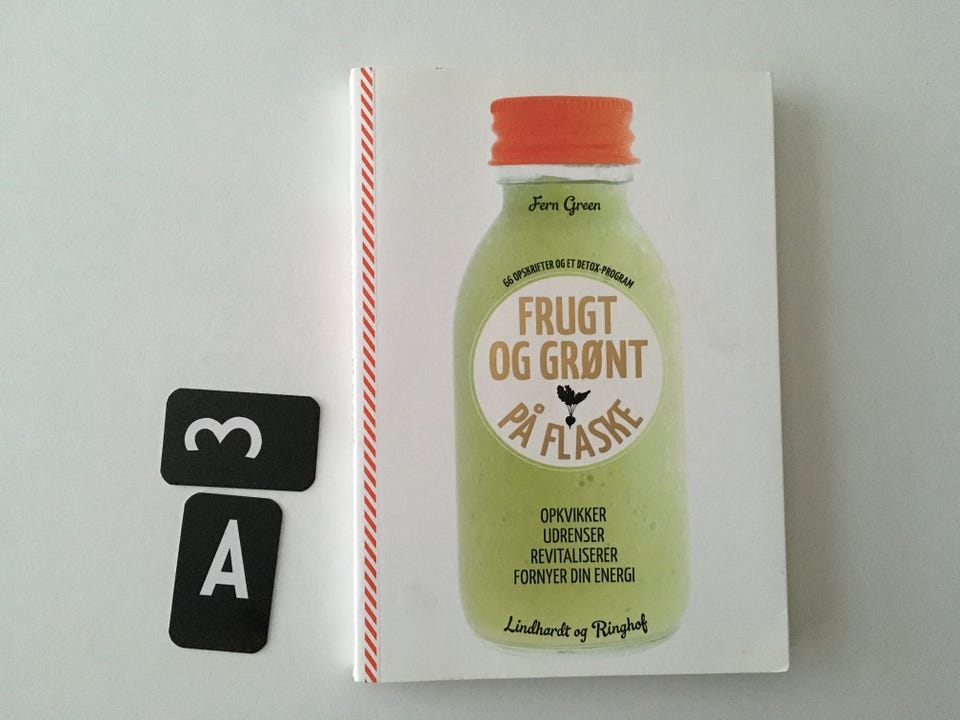 Fern Green
66 OPSKRIFTER OG ET DETOX-PROGRAM
FRUGT
OG GRØNT
PÅ FLASKE
OPKVIKKER
UDRENSER
REVITALISERER
FORNYER DIN ENERGI
Lindhardt og Ringhof
3
A